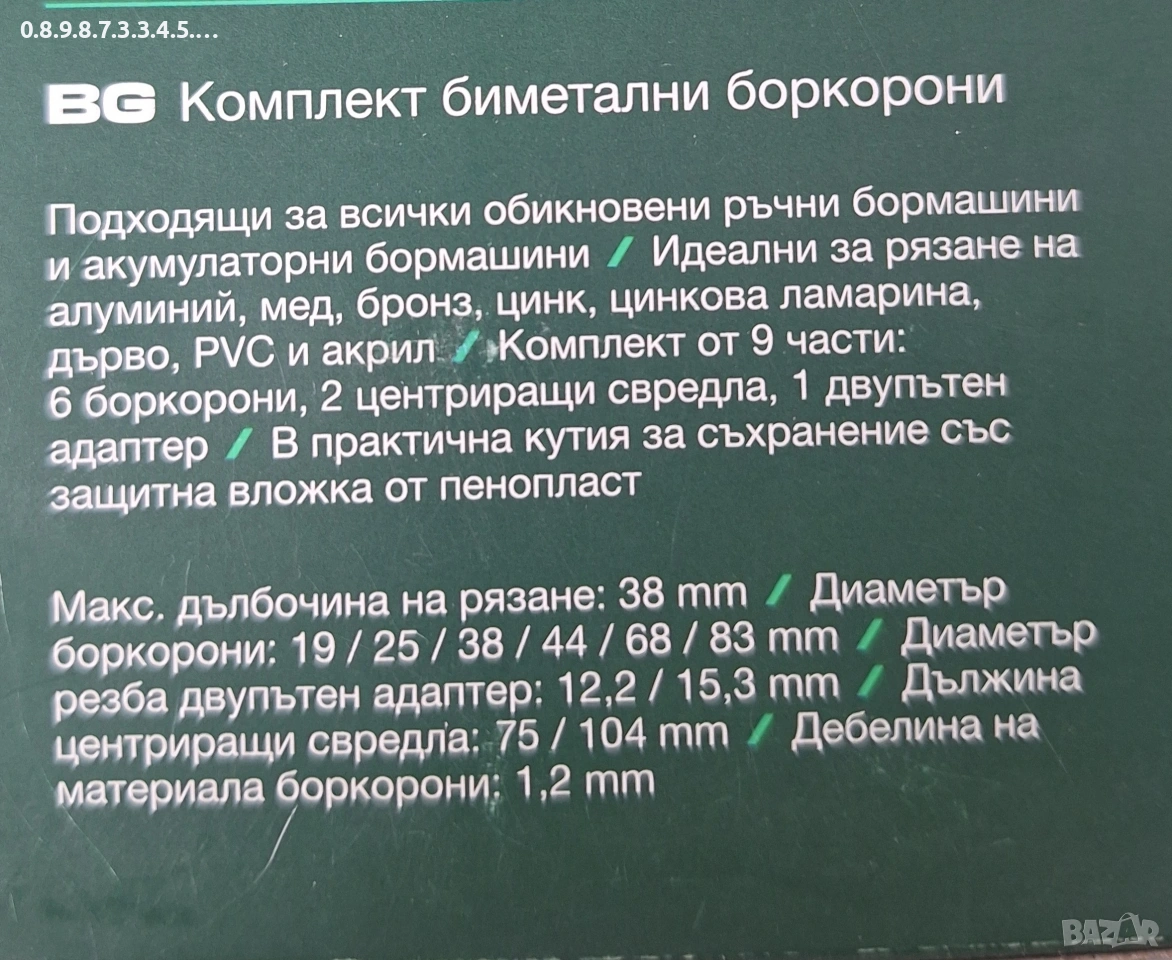 0.8.9.8.7.3.3.4.5....
BG Комплект биметални боркорони
Подходящи за всички обикновени ръчни бормашини
и акумулаторни бормашини / Идеални за рязане на
алуминий, мед, бронз, цинк, цинкова ламарина,
дърво, PVC и акрил / Комплект от 9 части:
6 боркорони, 2 центриращи свредла, 1 двупътен
адаптер / В практична кутия за съхранение със
защитна вложка от пенопласт
Макс. дълбочина на рязане: 38 mm / Диаметър
боркорони: 19 / 25 / 38 / 44 / 68 / 83 mm / Диаметър
резба двупътен адаптер: 12,2 / 15,3 mm / Дължина
центриращи свредла: 75 / 104 mm / Дебелина на
материала боркорони: 1,2 mm
BAZAR